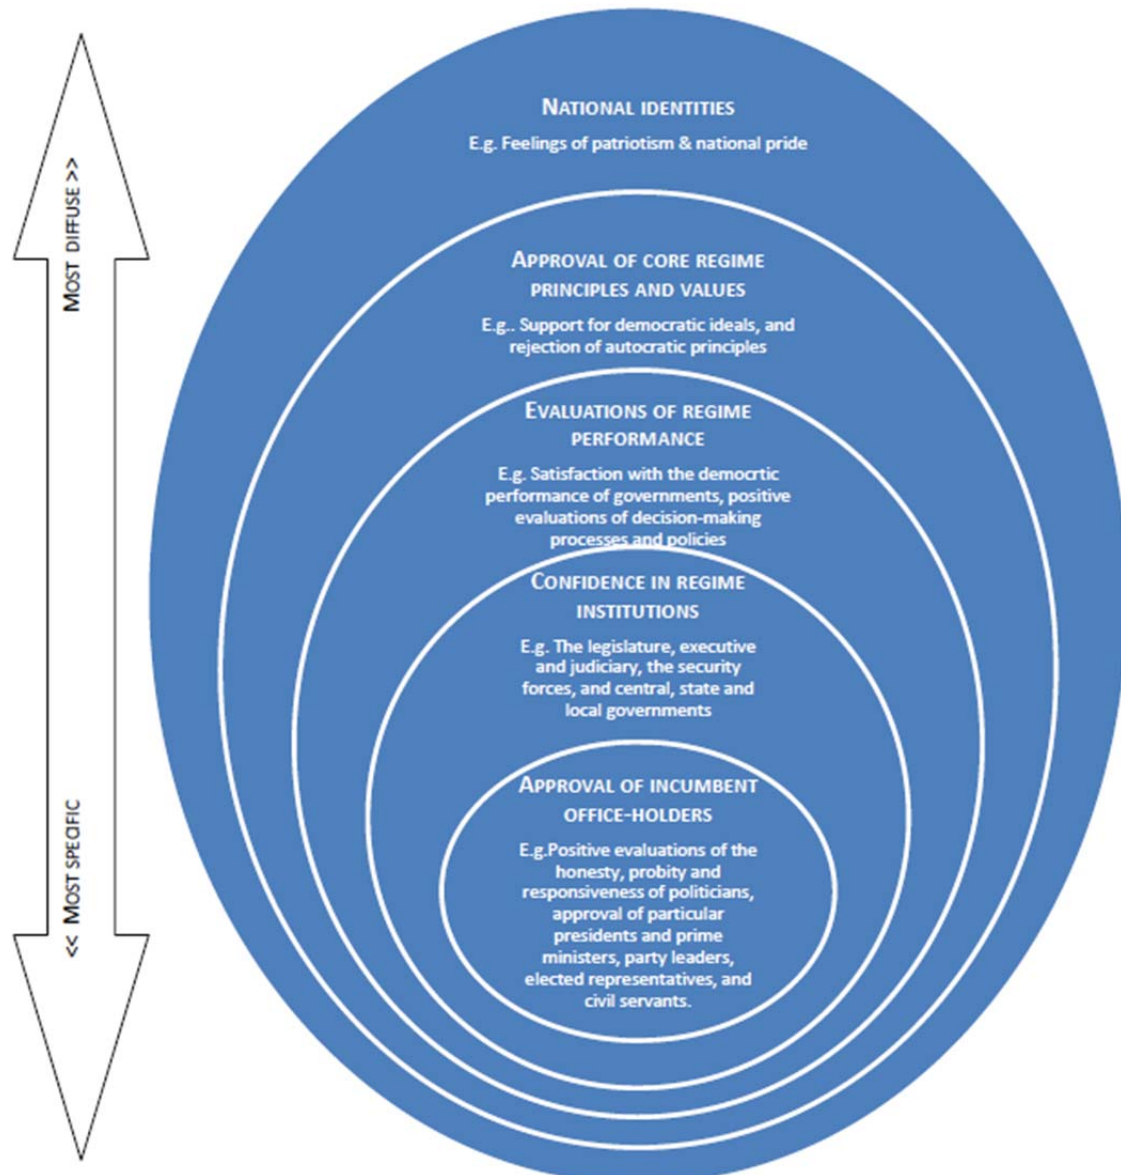 MOST DIFFUSE >>
<< MOST SPECIFIC
NATIONAL IDENTITIES
E.g. Feelings of patriotism & national pride
APPROVAL OF CORE REGIME
PRINCIPLES AND VALUES
E.g.. Support for democratic ideals, and
rejection of autocratic principles
EVALUATIONS OF REGIME
PERFORMANCE
E.g. Satisfaction with the democrtic
performance of governments, positive
evaluations of decision-making
processes and policies
CONFIDENCE IN REGIME
INSTITUTIONS
E.g. The legislature, executive
and judiciary, the security
forces, and central, state and
local governments
APPROVAL OF INCUMBENT
OFFICE-HOLDERS
E.g.Positive evaluations of the
honesty, probity and
responsiveness of politicians,
approval of particular
presidents and prime
ministers, party leaders,
elected representatives, and
civil servants.